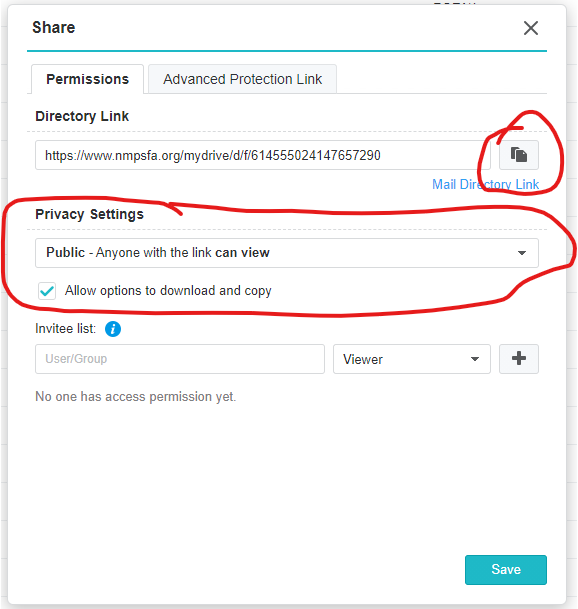 Share
Permissions
Advanced Protection Link
Directory Link
https://www.nmpsfa.org/mydrive/d/f/614555024147657290
Mail Directory Link
Privacy Settings
Public - Anyone with the link can view
Allow options to download and copy
Invitee list:
User/Group
Viewer
No one has access permission yet.
Save